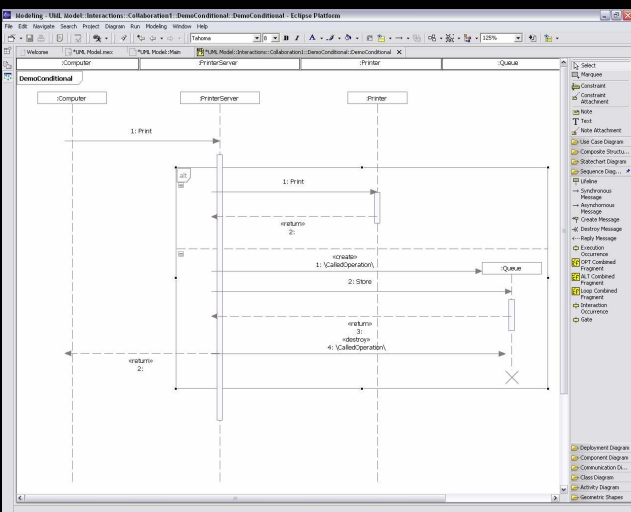 Modeling - UML Model::Interactions::Collaboration1::DemoConditional::DemoConditional - Eclipse Platform
File Edit Navigate Search Project Diagram Run Modeling Window Help
Tahoma 8 B I A 125%
Welcome *UML Model.mex *UML Model::Main *UML Model::Interactions::Collaboration1::DemoConditional::DemoConditional
:Computer :PrinterServer :Printer :Queue
DemoConditional
:Computer :PrinterServer :Printer
1: Print
alt
1: Print
«return»
2:
«create»
1: \CalledOperation\
:Queue
2: Store
«return»
3:
«destroy»
4: \CalledOperation\
«return»
2:
Select
Marquee
Constraint
Constraint
Attachment
Note
Text
Note Attachment
Use Case Diagram
Composite Structu...
Statechart Diagram
Sequence Diag...
Lifeline
Synchronous
Message
Asynchornous
Message
Create Message
Destroy Message
Reply Message
Execution
Occurrence
OPT Combined
Fragment
ALT Combined
Fragment
Loop Combined
Fragment
Interaction
Occurrence
Gate
Deployment Diagram
Component Diagram
Communication Di...
Class Diagram
Activity Diagram
Geometric Shapes